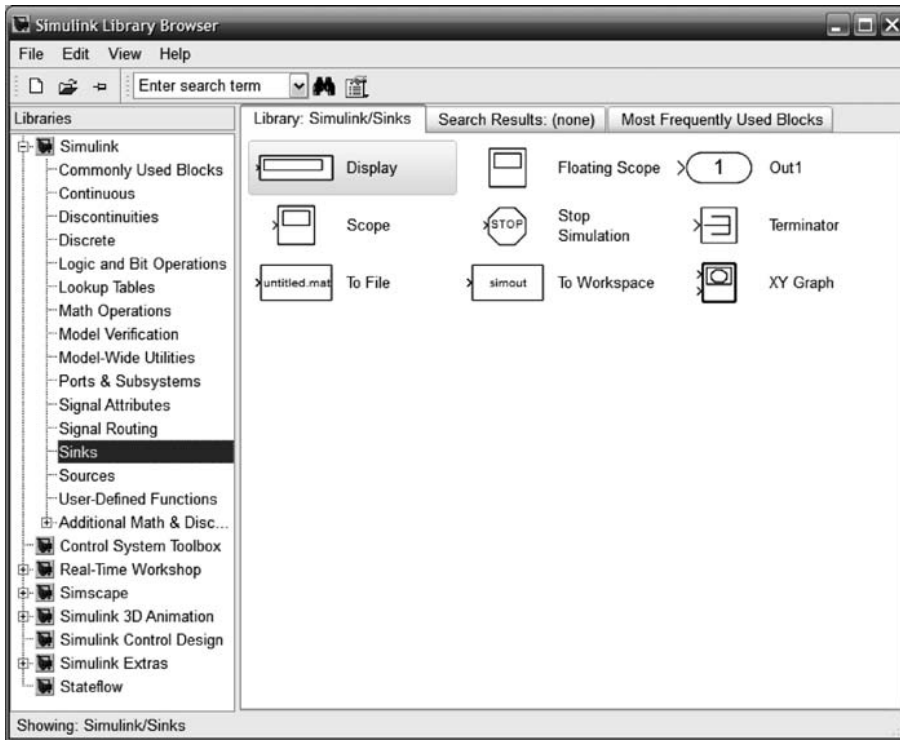 Simulink Library Browser
File Edit View Help
Enter search term
Libraries
Library: Simulink/Sinks Search Results: (none) Most Frequently Used Blocks
Simulink
Commonly Used Blocks
Continuous
Discontinuities
Discrete
Logic and Bit Operations
Lookup Tables
Math Operations
Model Verification
Model-Wide Utilities
Ports & Subsystems
Signal Attributes
Signal Routing
Sinks
Sources
User-Defined Functions
Additional Math & Disc...
Control System Toolbox
Real-Time Workshop
Simscape
Simulink 3D Animation
Simulink Control Design
Simulink Extras
Stateflow
Display
Floating Scope
1 Out1
Scope
STOP Stop
Simulation
Terminator
untitled.mat To File
simout To Workspace
XY Graph
Showing: Simulink/Sinks